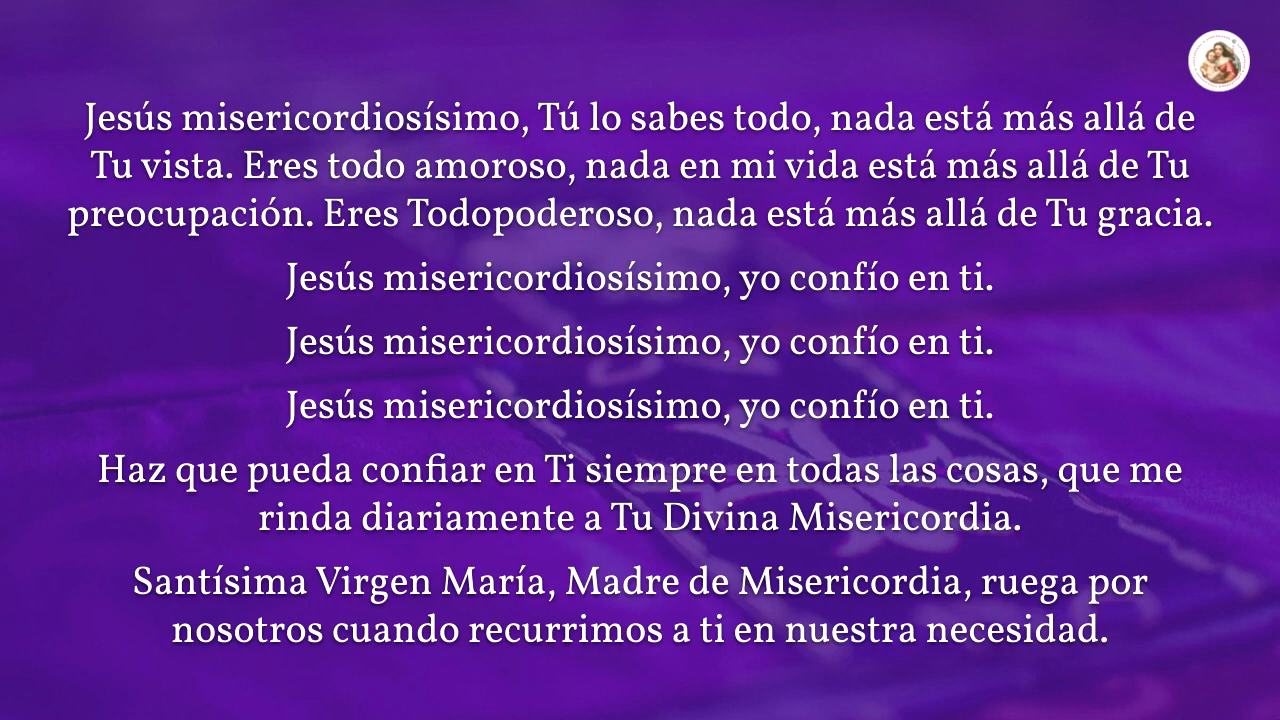 Jesús misericordiosísimo, Tú lo sabes todo, nada está más allá de
Tu vista. Eres todo amoroso, nada en mi vida está más allá de Tu
preocupación. Eres Todopoderoso, nada está más allá de Tu gracia.
Jesús misericordiosísimo, yo confío en ti.
Jesús misericordiosísimo, yo confío en ti.
Jesús misericordiosísimo, yo confío en ti.
Haz que pueda confiar en Ti siempre en todas las cosas, que me
rinda diariamente a Tu Divina Misericordia.
Santísima Virgen María, Madre de Misericordia, ruega por
nosotros cuando recurrimos a ti en nuestra necesidad.